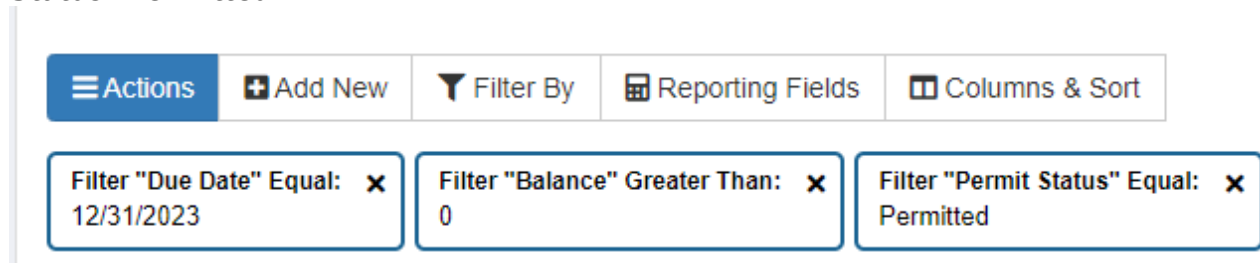 Actions Add New Filter By Reporting Fields Columns & Sort
Filter "Due Date" Equal: × Filter "Balance" Greater Than: × Filter "Permit Status" Equal: ×
12/31/2023 0 Permitted